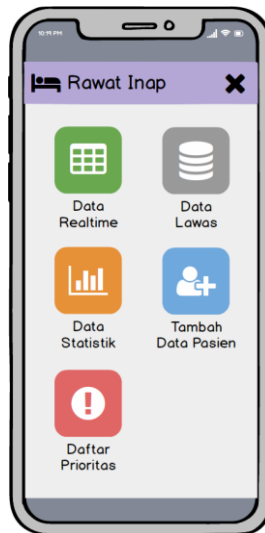 10:15 PM
Rawat Inap
Data
Realtime
Data
Lawas
Data
Statistik
Tambah
Data Pasien
Daftar
Prioritas